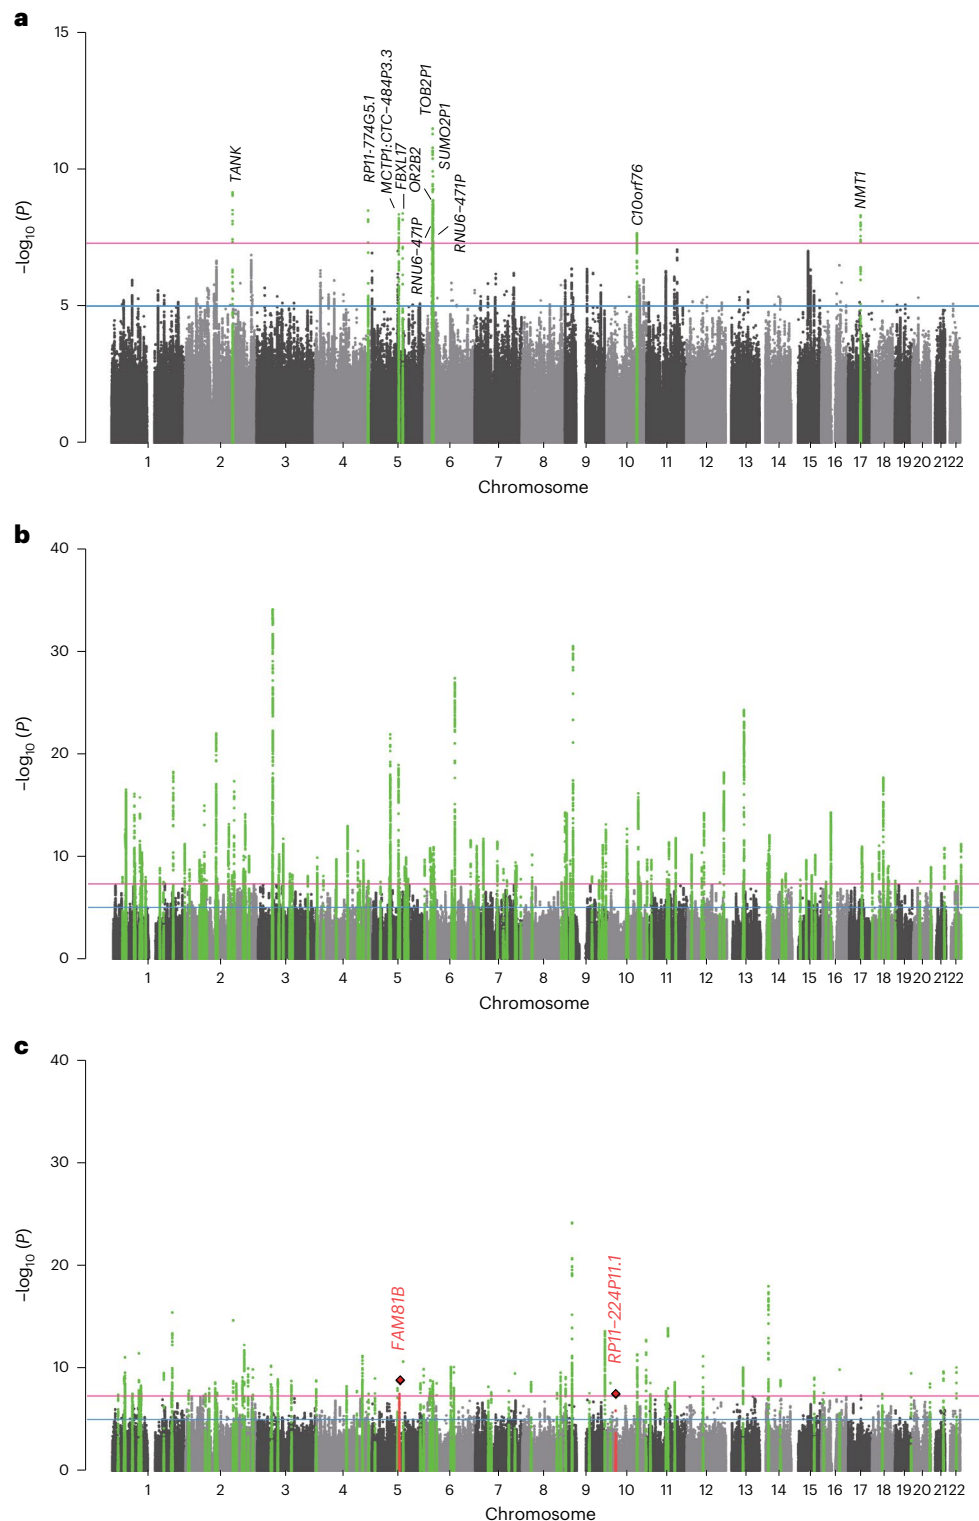 a
15
10
5
0
−log10 (P)
TANK
RP11-774G5.1
MCTP1:CTC−484P3.3
FBXL17
OR2B2
TOB2P1
SUMO2P1
RNU6−471P
RNU6−471P
C10orf76
NMT1
1 2 3 4 5 6 7 8 9 10 11 12 13 14 15 16 17 18 19 20 21 22
Chromosome
b
40
30
20
10
0
−log10 (P)
1 2 3 4 5 6 7 8 9 10 11 12 13 14 15 16 17 18 19 20 21 22
Chromosome
c
40
30
20
10
0
−log10 (P)
FAM81B
RP11−224P11.1
1 2 3 4 5 6 7 8 9 10 11 12 13 14 15 16 17 18 19 20 21 22
Chromosome